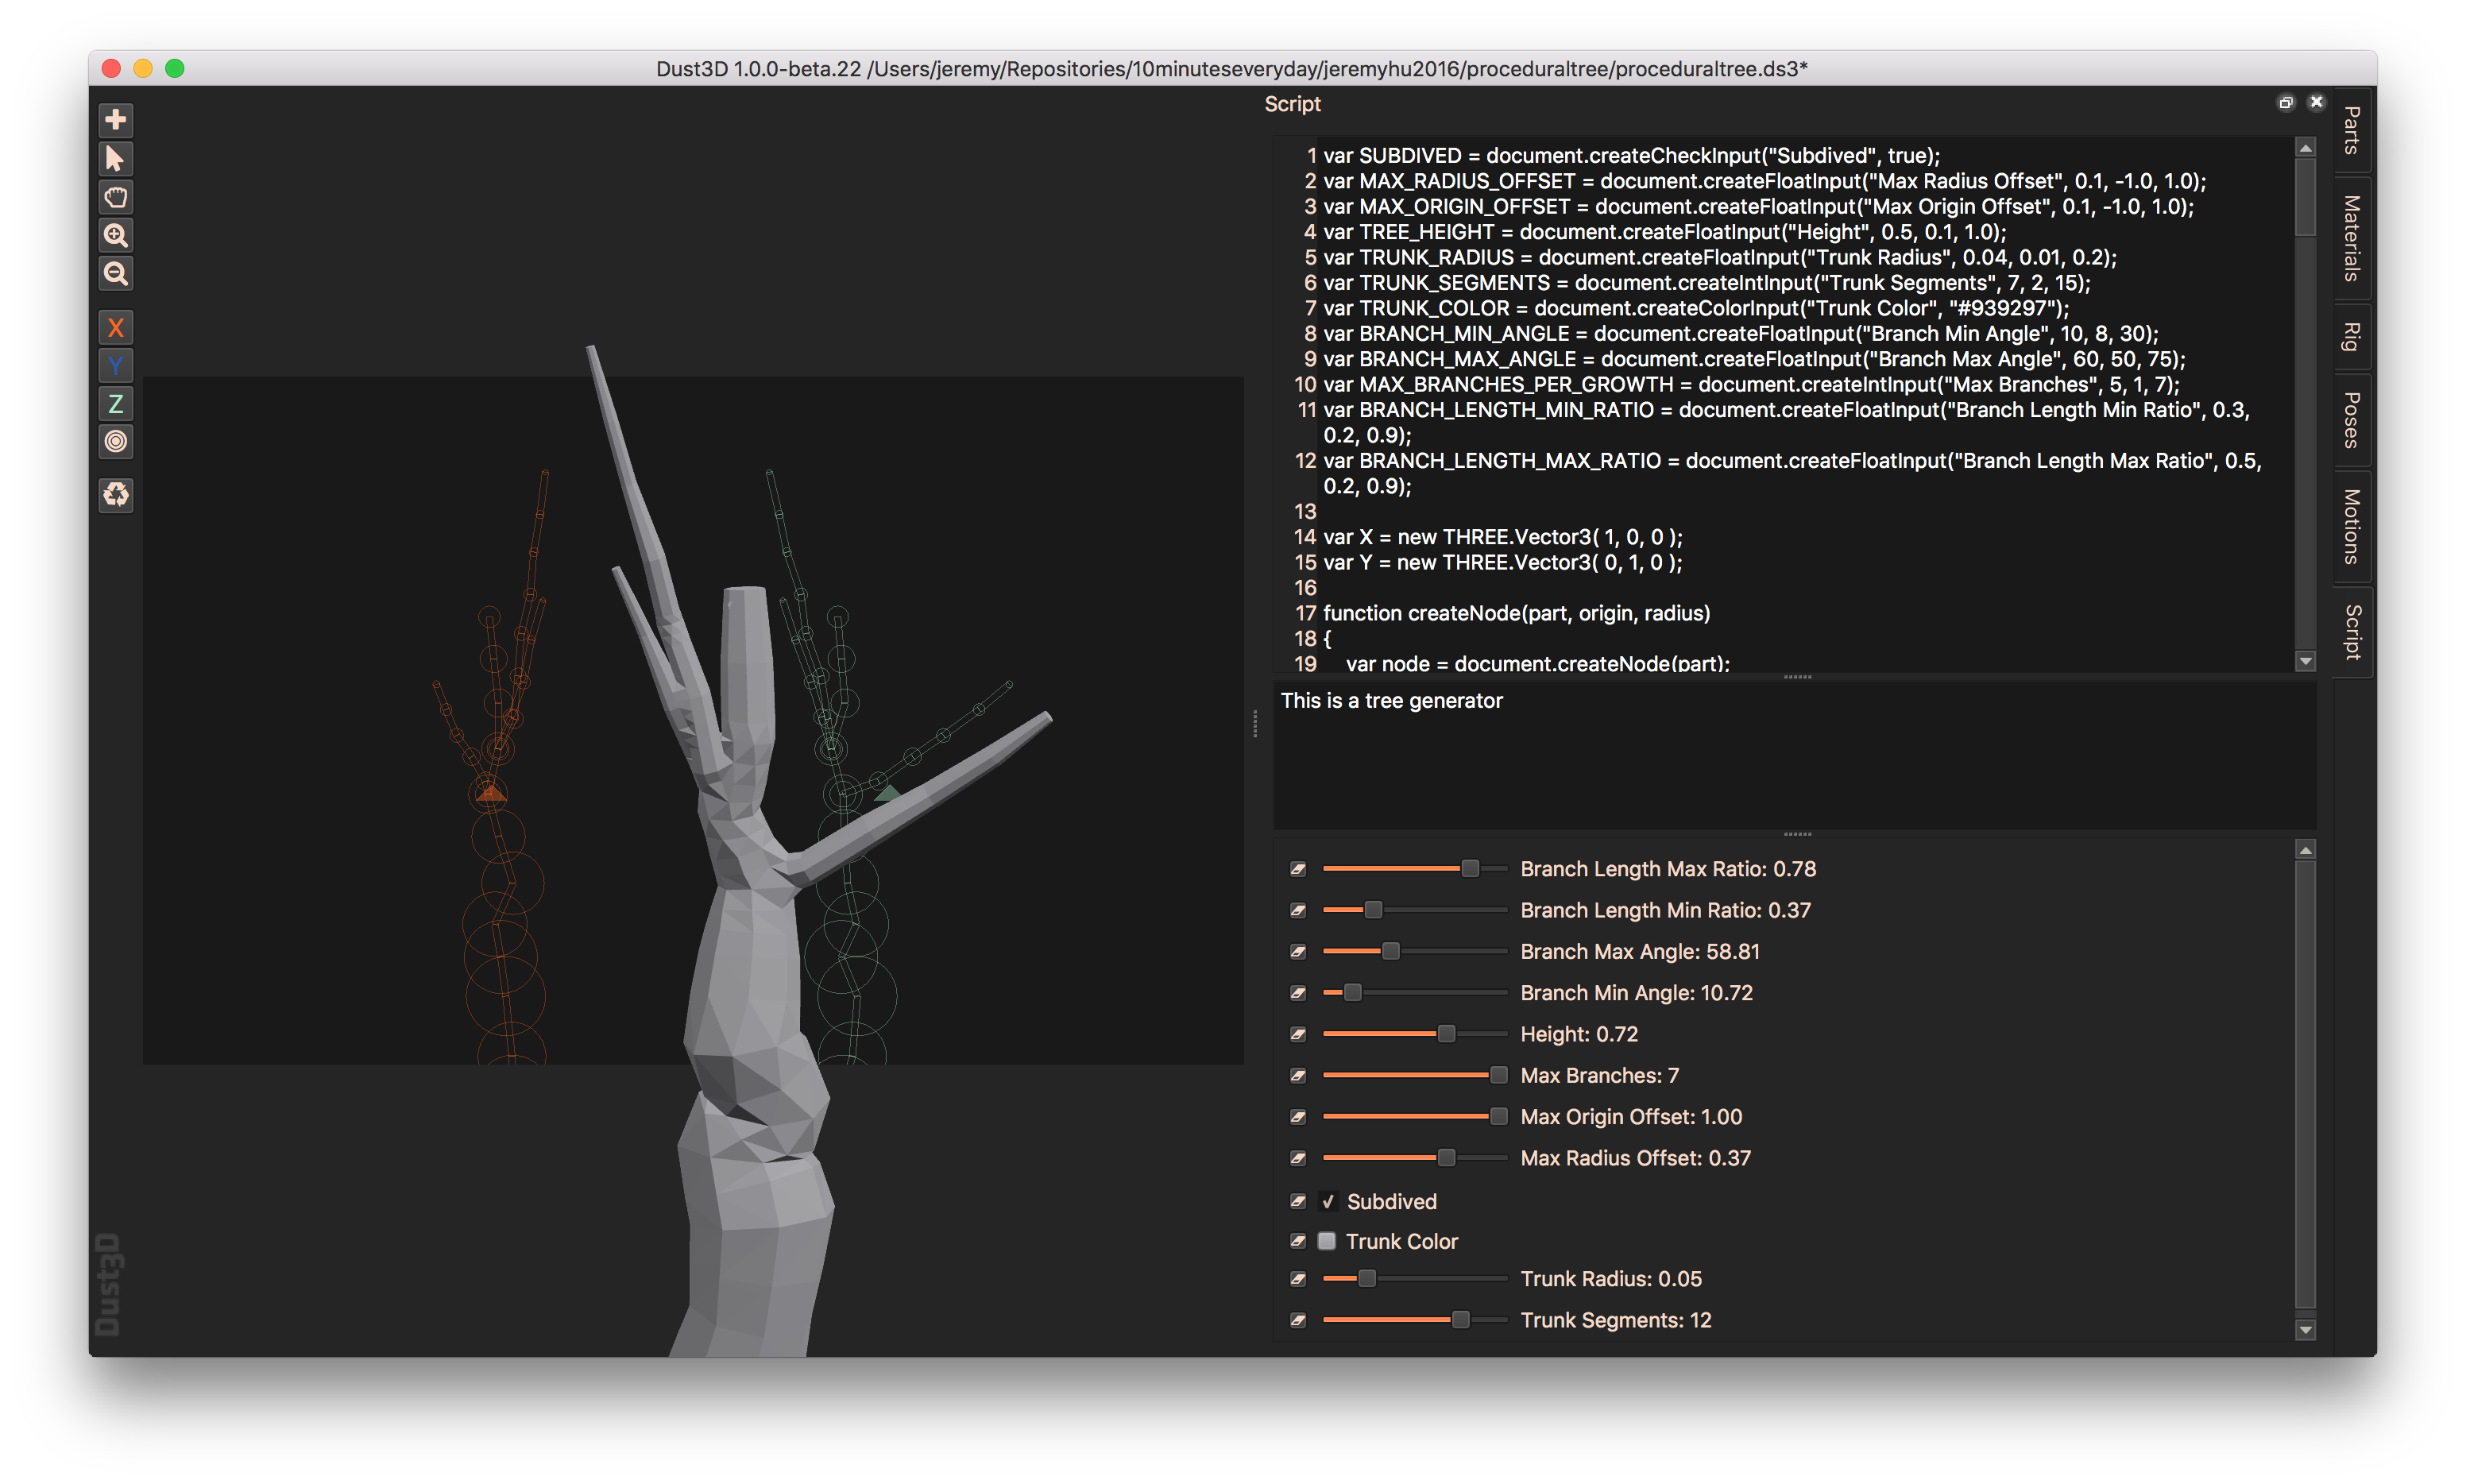 Dust3D 1.0.0-beta.22 /Users/jeremy/Repositories/10minuteseveryday/jeremyhu2016/proceduraltree/proceduraltree.ds3*
X
Y
Z
Dust3D
Script
1 var SUBDIVED = document.createCheckInput("Subdived", true);
2 var MAX_RADIUS_OFFSET = document.createFloatInput("Max Radius Offset", 0.1, -1.0, 1.0);
3 var MAX_ORIGIN_OFFSET = document.createFloatInput("Max Origin Offset", 0.1, -1.0, 1.0);
4 var TREE_HEIGHT = document.createFloatInput("Height", 0.5, 0.1, 1.0);
5 var TRUNK_RADIUS = document.createFloatInput("Trunk Radius", 0.04, 0.01, 0.2);
6 var TRUNK_SEGMENTS = document.createIntInput("Trunk Segments", 7, 2, 15);
7 var TRUNK_COLOR = document.createColorInput("Trunk Color", "#939297");
8 var BRANCH_MIN_ANGLE = document.createFloatInput("Branch Min Angle", 10, 8, 30);
9 var BRANCH_MAX_ANGLE = document.createFloatInput("Branch Max Angle", 60, 50, 75);
10 var MAX_BRANCHES_PER_GROWTH = document.createIntInput("Max Branches", 5, 1, 7);
11 var BRANCH_LENGTH_MIN_RATIO = document.createFloatInput("Branch Length Min Ratio", 0.3,
0.2, 0.9);
12 var BRANCH_LENGTH_MAX_RATIO = document.createFloatInput("Branch Length Max Ratio", 0.5,
0.2, 0.9);
13
14 var X = new THREE.Vector3( 1, 0, 0 );
15 var Y = new THREE.Vector3( 0, 1, 0 );
16
17 function createNode(part, origin, radius)
18 {
19 var node = document.createNode(part);
This is a tree generator
Branch Length Max Ratio: 0.78
Branch Length Min Ratio: 0.37
Branch Max Angle: 58.81
Branch Min Angle: 10.72
Height: 0.72
Max Branches: 7
Max Origin Offset: 1.00
Max Radius Offset: 0.37
Subdived
Trunk Color
Trunk Radius: 0.05
Trunk Segments: 12
Parts
Materials
Rig
Poses
Motions
Script